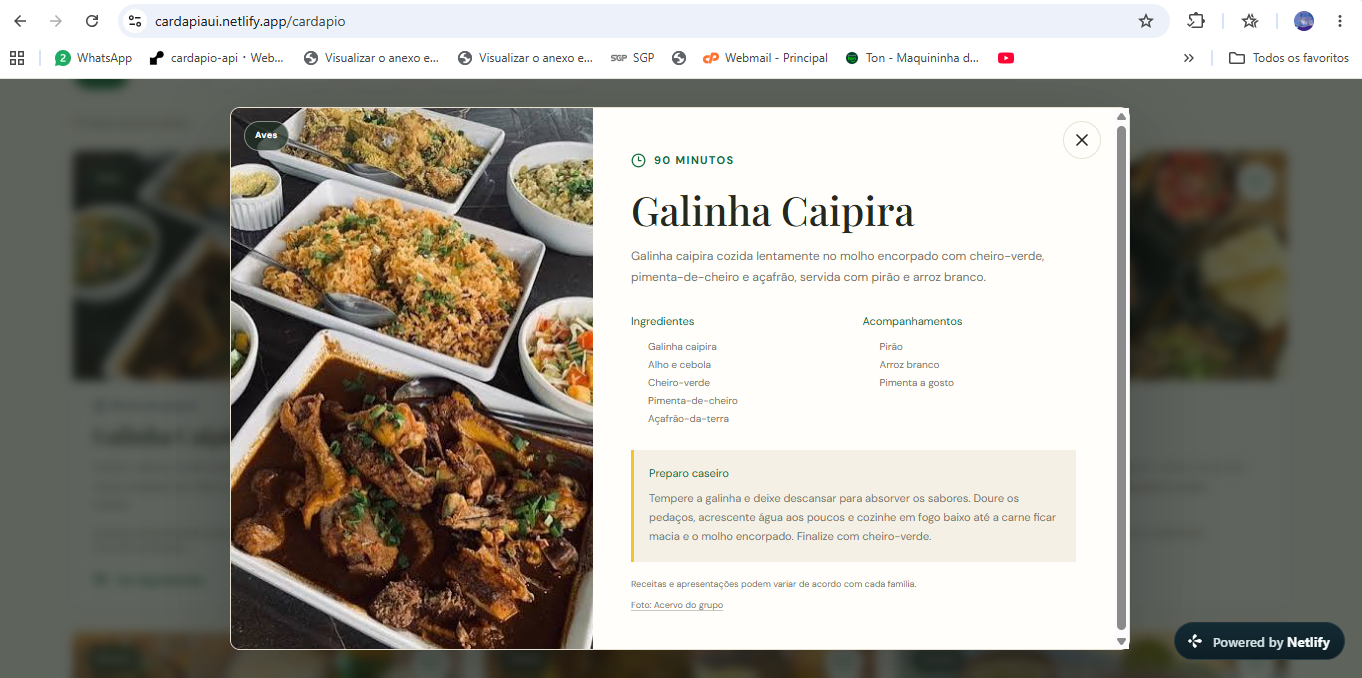 cardapiaui.netlify.app/cardapio
2 WhatsApp
cardapio-api · Web...
Visualizar o anexo e...
Visualizar o anexo e...
SGP SGP
Webmail - Principal
Ton - Maquininha d...
Todos os favoritos
Aves
90 MINUTOS
Galinha Caipira
Galinha caipira cozida lentamente no molho encorpado com cheiro-verde,
pimenta-de-cheiro e açafrão, servida com pirão e arroz branco.
Ingredientes
Galinha caipira
Alho e cebola
Cheiro-verde
Pimenta-de-cheiro
Açafrão-da-terra
Acompanhamentos
Pirão
Arroz branco
Pimenta a gosto
Preparo caseiro
Tempere a galinha e deixe descansar para absorver os sabores. Doure os
pedaços, acrescente água aos poucos e cozinhe em fogo baixo até a carne ficar
macia e o molho encorpado. Finalize com cheiro-verde.
Receitas e apresentações podem variar de acordo com cada família.
Foto: Acervo do grupo
Galinha Caipi
Powered by Netlify